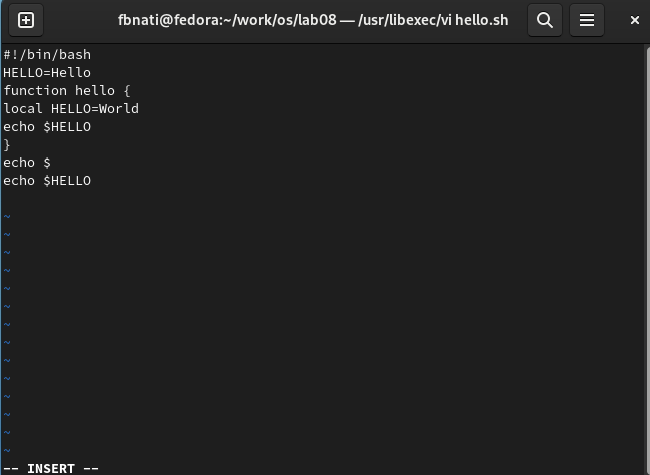 fbnati@fedora:~/work/os/lab08 — /usr/libexec/vi hello.sh
#!/bin/bash
HELLO=Hello
function hello {
local HELLO=World
echo $HELLO
}
echo $
echo $HELLO
~
~
~
~
~
~
~
~
~
~
~
~
~
~
-- INSERT --